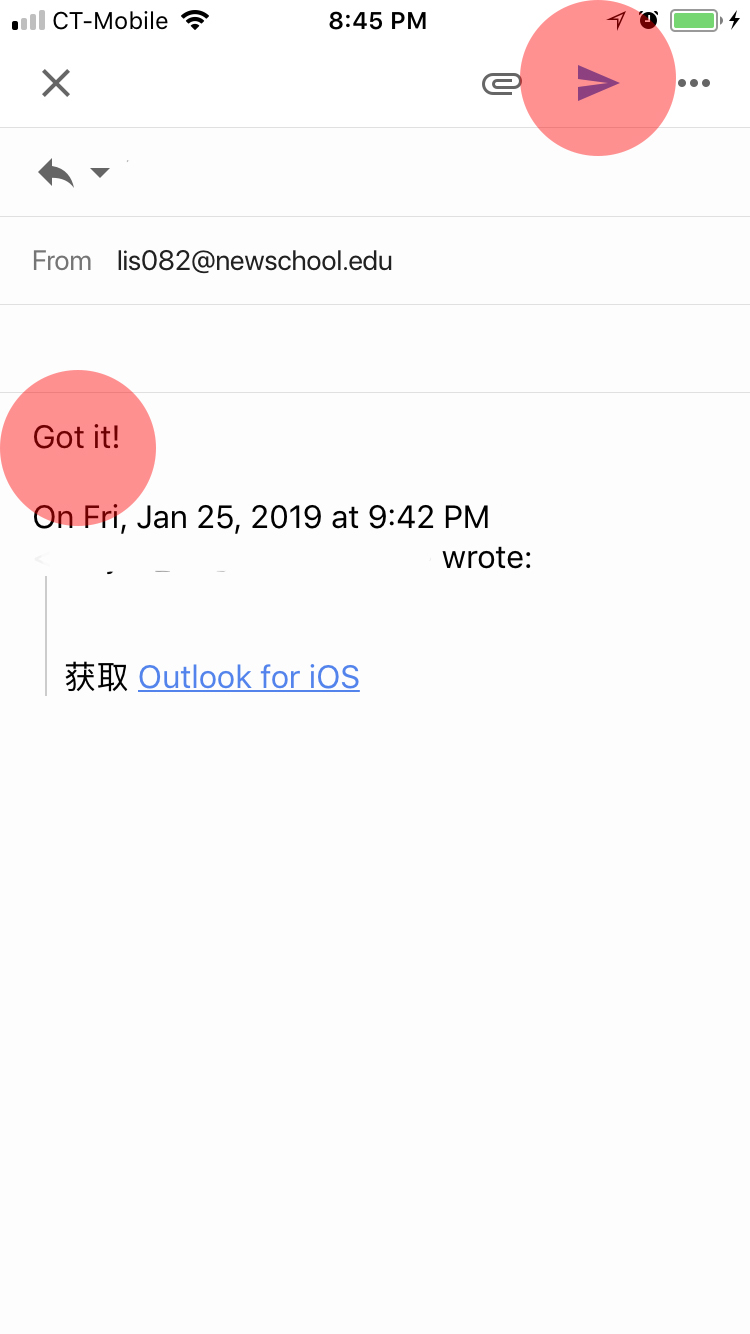 CT-Mobile 8:45 PM
From lis082@newschool.edu
Got it!
On Fri, Jan 25, 2019 at 9:42 PM
wrote:
获取 Outlook for iOS